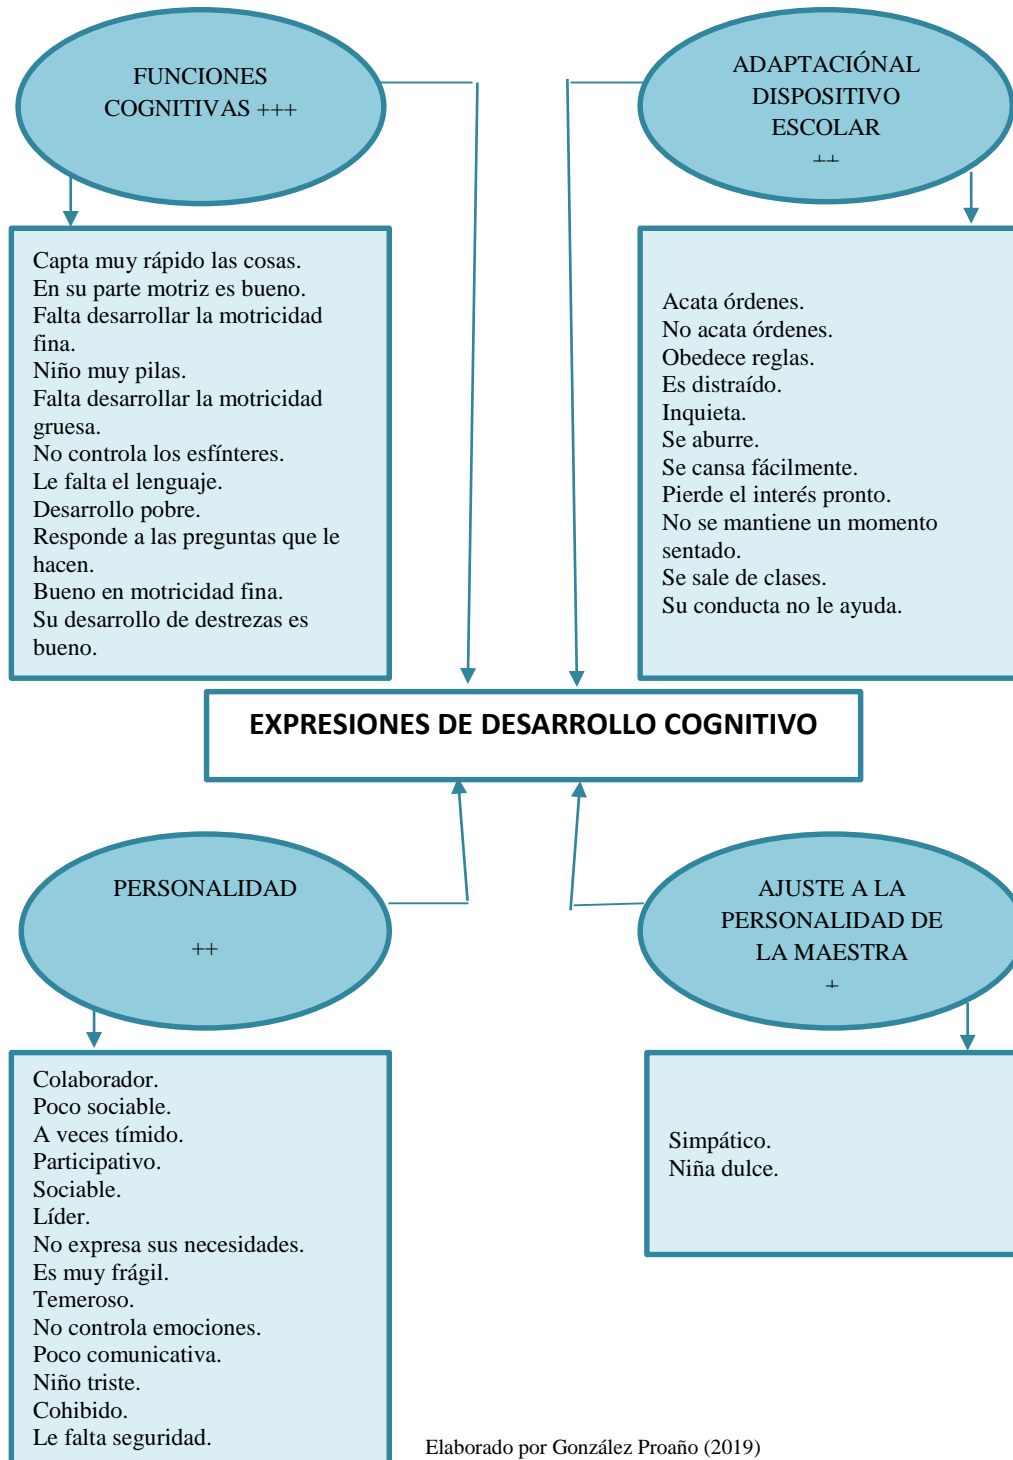 FUNCIONES
COGNITIVAS +++
ADAPTACIÓNAL
DISPOSITIVO
ESCOLAR
++
Capta muy rápido las cosas.
En su parte motriz es bueno.
Falta desarrollar la motricidad
fina.
Niño muy pilas.
Falta desarrollar la motricidad
gruesa.
No controla los esfínteres.
Le falta el lenguaje.
Desarrollo pobre.
Responde a las preguntas que le
hacen.
Bueno en motricidad fina.
Su desarrollo de destrezas es
bueno.
Acata órdenes.
No acata órdenes.
Obedece reglas.
Es distraído.
Inquieta.
Se aburre.
Se cansa fácilmente.
Pierde el interés pronto.
No se mantiene un momento
sentado.
Se sale de clases.
Su conducta no le ayuda.
EXPRESIONES DE DESARROLLO COGNITIVO
PERSONALIDAD
++
AJUSTE A LA
PERSONALIDAD DE
LA MAESTRA
+
Colaborador.
Poco sociable.
A veces tímido.
Participativo.
Sociable.
Líder.
No expresa sus necesidades.
Es muy frágil.
Temeroso.
No controla emociones.
Poco comunicativa.
Niño triste.
Cohibido.
Le falta seguridad.
Simpático.
Niña dulce.
Elaborado por González Proaño (2019)